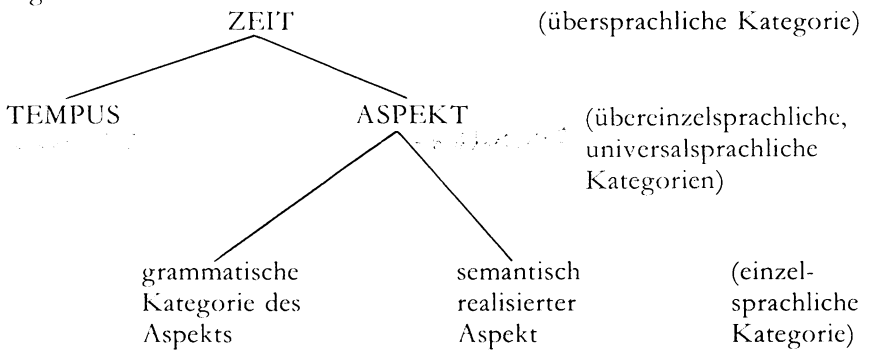 ZEIT (übersprachliche Kategorie)
TEMPUS ASPEKT (übereinzelsprachliche,
universalsprachliche
Kategorien)
grammatische semantisch (einzel-
Kategorie des realisierter sprachliche
Aspekts Aspekt Kategorie)